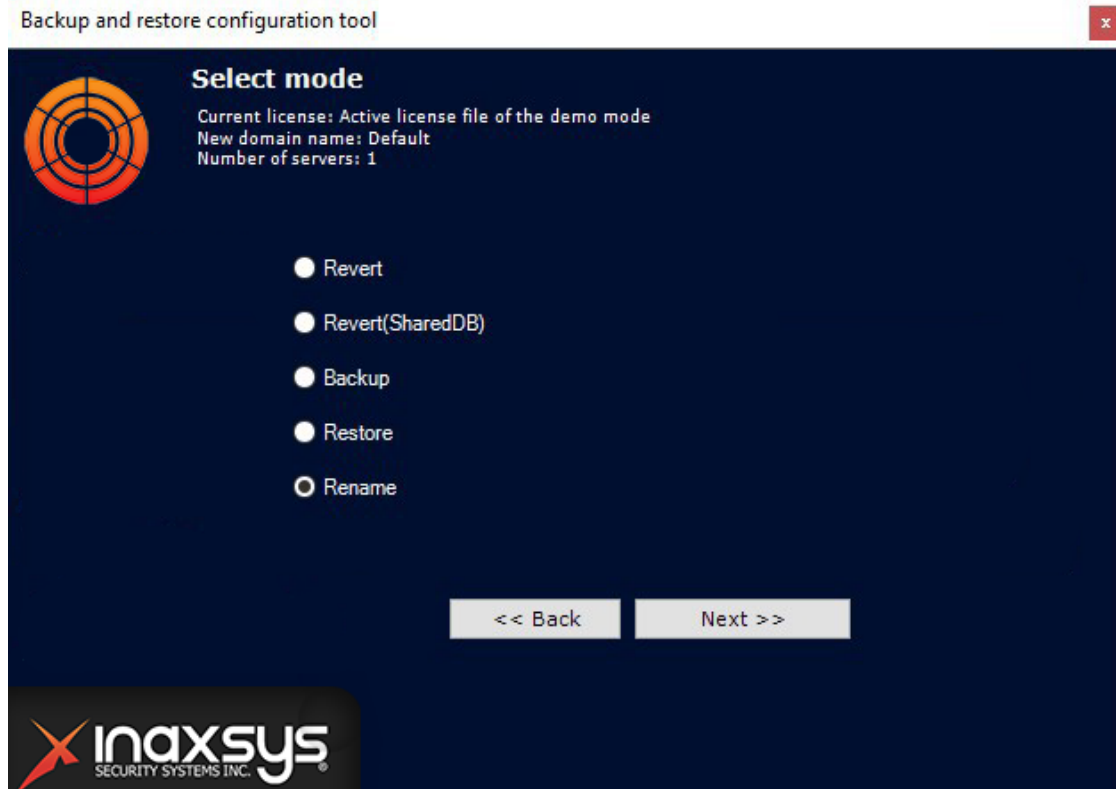 Backup and restore configuration tool
x
Select mode
Current license: Active license file of the demo mode
New domain name: Default
Number of servers: 1
Revert
Revert(SharedDB)
Backup
Restore
Rename
<< Back
Next >>
inaxsys
SECURITY SYSTEMS INC.
®